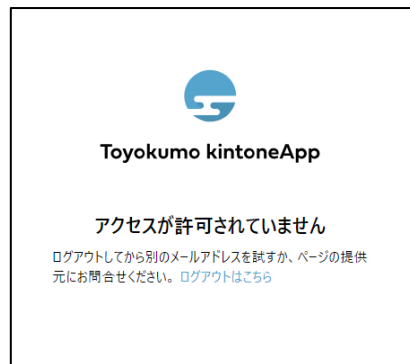 Toyokumo kintoneApp
アクセスが許可されていません
ログアウトしてから別のメールアドレスを試すか、ページの提供
元にお問合せください。 ログアウトはこちら